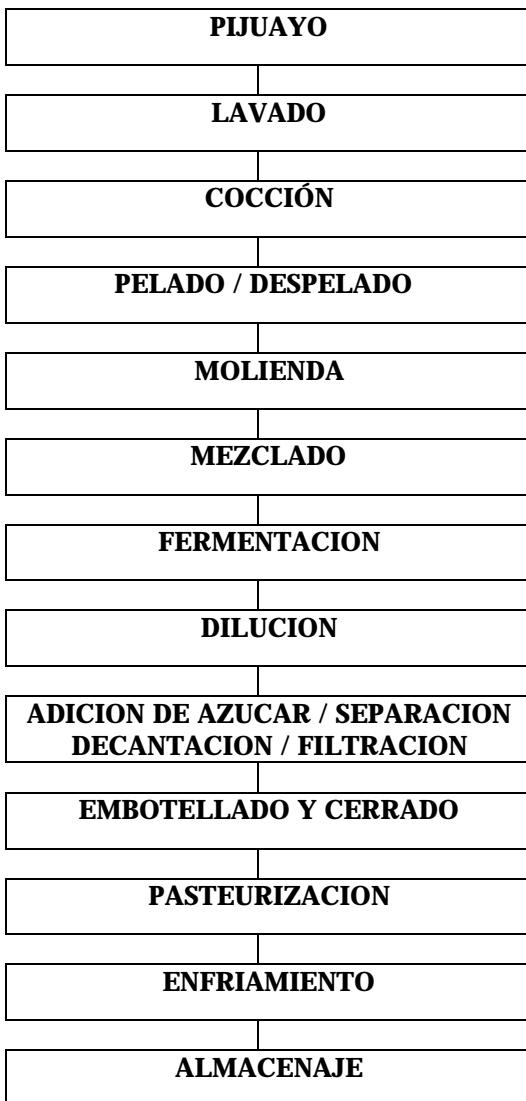 PIJUAYO
LAVADO
COCCIÓN
PELADO / DESPELADO
MOLIENDA
MEZCLADO
FERMENTACION
DILUCION
ADICION DE AZUCAR / SEPARACION
DECANTACION / FILTRACION
EMBOTELLADO Y CERRADO
PASTEURIZACION
ENFRIAMIENTO
ALMACENAJE